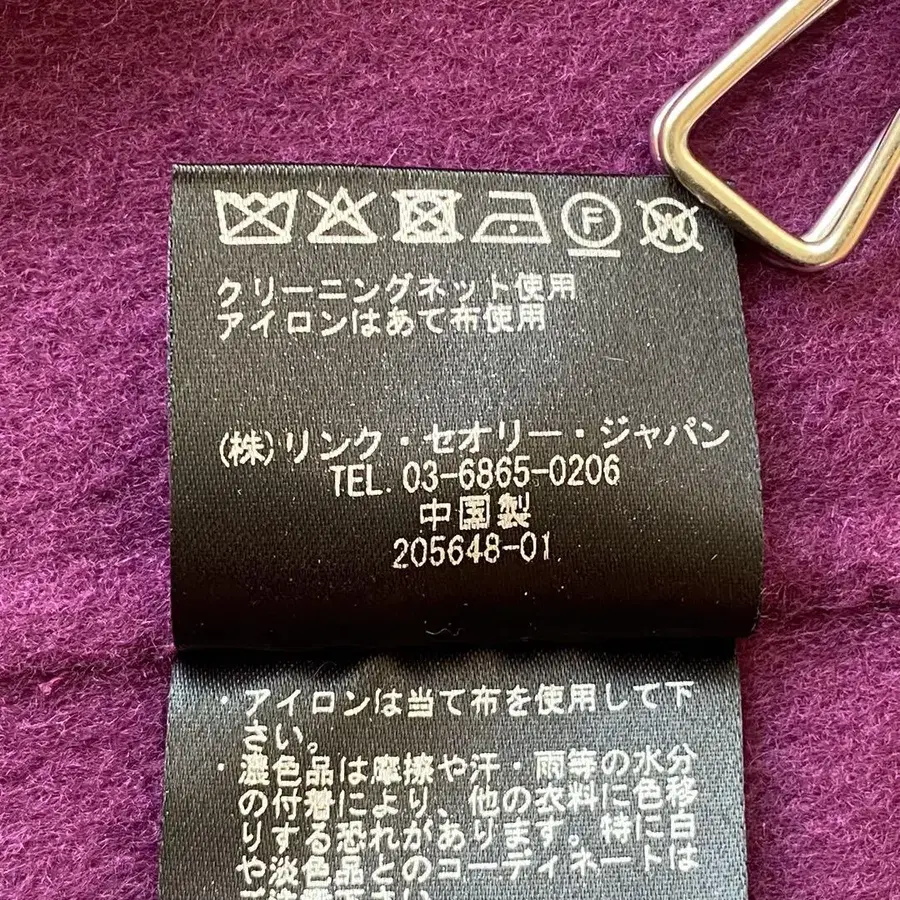 F
W
クリーニングネット使用
アイロンはあて布使用
(株)リンク・セオリー・ジャパン
TEL. 03-6865-0206
中国製
205648-01
・アイロンは当て布を使用して下
さい。
・濃色品は摩擦や汗・雨等の水分
の付着により、他の衣料に色移
りする恐れがあります。特に白
や淡色品とのコーディネートは